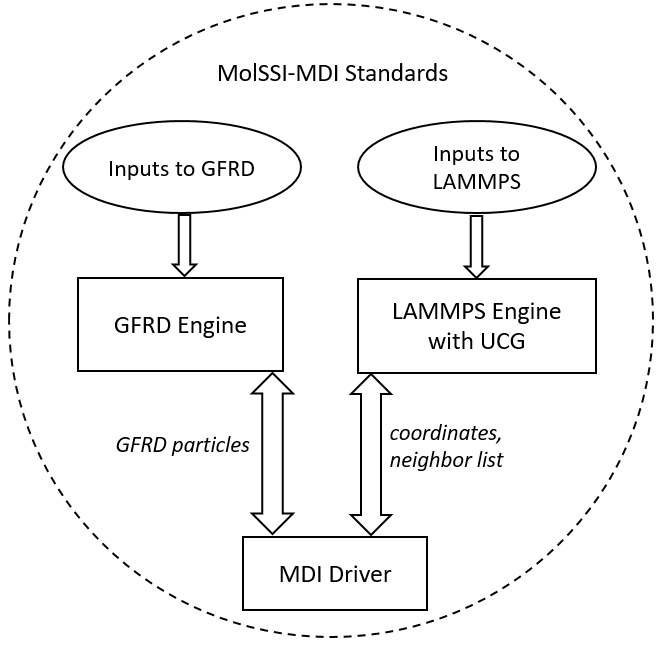 MolSSI-MDI Standards
Inputs to GFRD
Inputs to
LAMMPS
GFRD Engine
LAMMPS Engine
with UCG
GFRD particles
coordinates,
neighbor list
MDI Driver